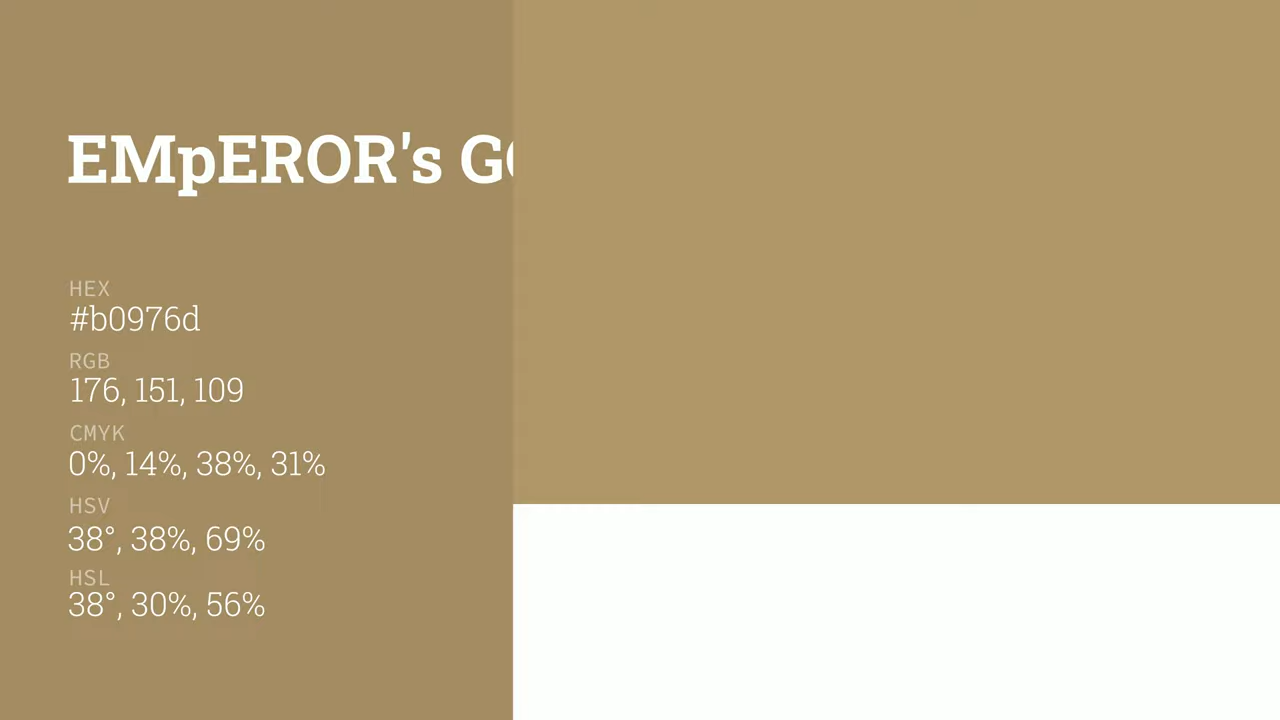 EMpEROR's G
HEX
#b0976d
RGB
176, 151, 109
CMYK
0%, 14%, 38%, 31%
HSV
38°, 38%, 69%
HSL
38°, 30%, 56%